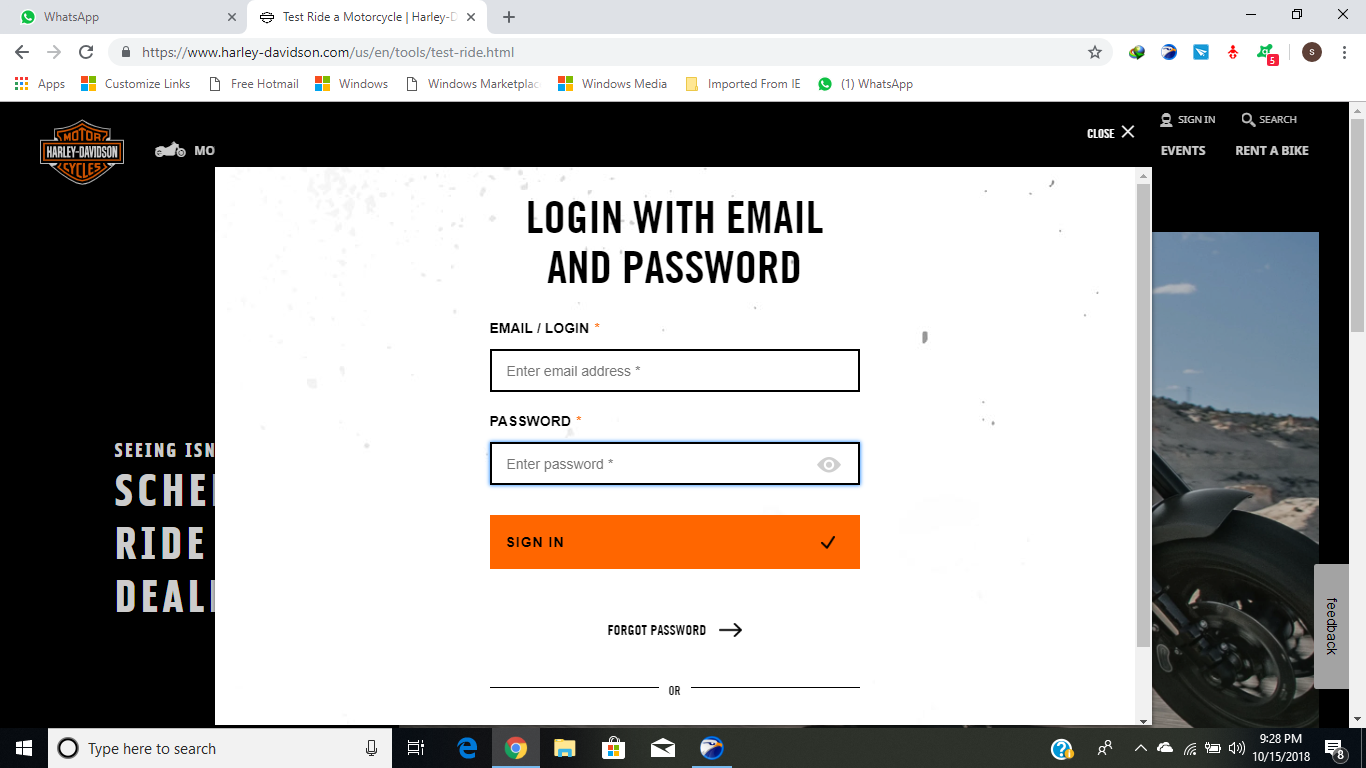 WhatsApp
Test Ride a Motorcycle | Harley-D
https://www.harley-davidson.com/us/en/tools/test-ride.html
S
5
Apps
Customize Links
Free Hotmail
Windows
Windows Marketplac
Windows Media
Imported From IE
(1) WhatsApp
MOTOR
HARLEY-DAVIDSON
CYCLES
MO
CLOSE
SIGN IN
SEARCH
EVENTS
RENT A BIKE
LOGIN WITH EMAIL
AND PASSWORD
EMAIL / LOGIN *
Enter email address *
PASSWORD *
Enter password *
SIGN IN
FORGOT PASSWORD
OR
SEEING ISN
SCHE
RIDE
DEAL
feedback
Type here to search
9:28 PM
10/15/2018
8